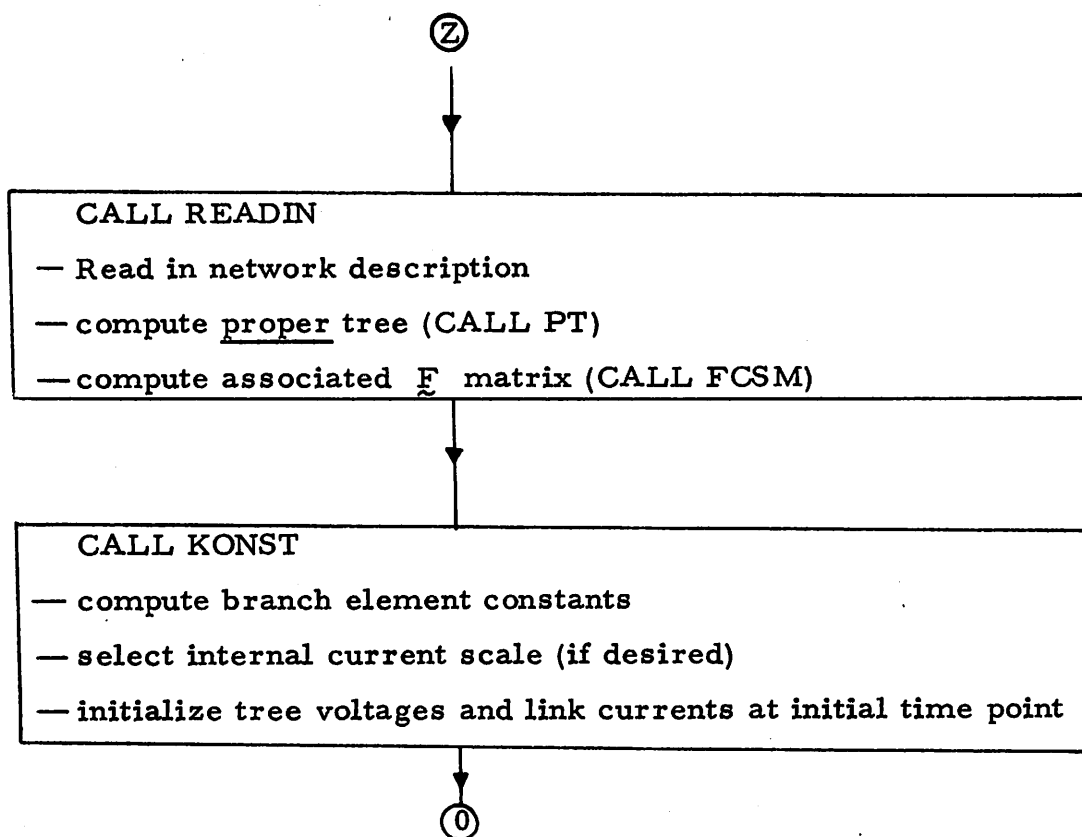 Z
CALL READIN
— Read in network description
— compute proper tree (CALL PT)
— compute associated F matrix (CALL FCSM)
CALL KONST
— compute branch element constants
— select internal current scale (if desired)
— initialize tree voltages and link currents at initial time point
0